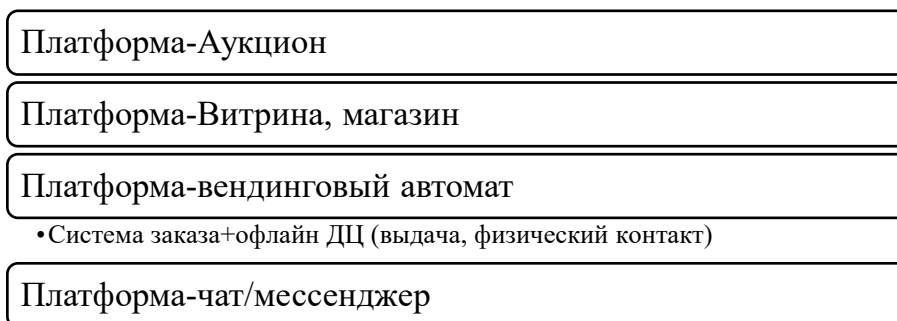 Платформа-Аукцион
Платформа-Витрина, магазин
Платформа-вендинговый автомат
•Система заказа+офлайн ДЦ (выдача, физический контакт)
Платформа-чат/мессенджер